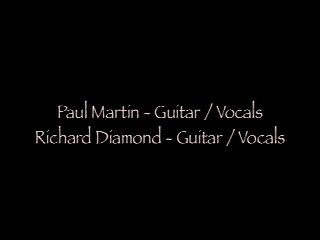 Paul Martin - Guitar / Vocals
Richard Diamond - Guitar / Vocals